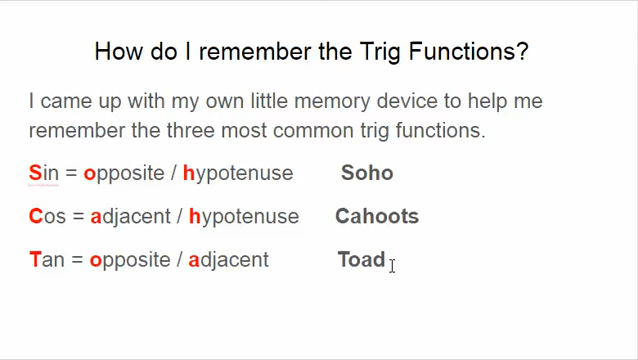 How do I remember the Trig Functions?
I came up with my own little memory device to help me
remember the three most common trig functions.
Sin = opposite / hypotenuse Soho
Cos = adjacent / hypotenuse Cahoots
Tan = opposite / adjacent Toad